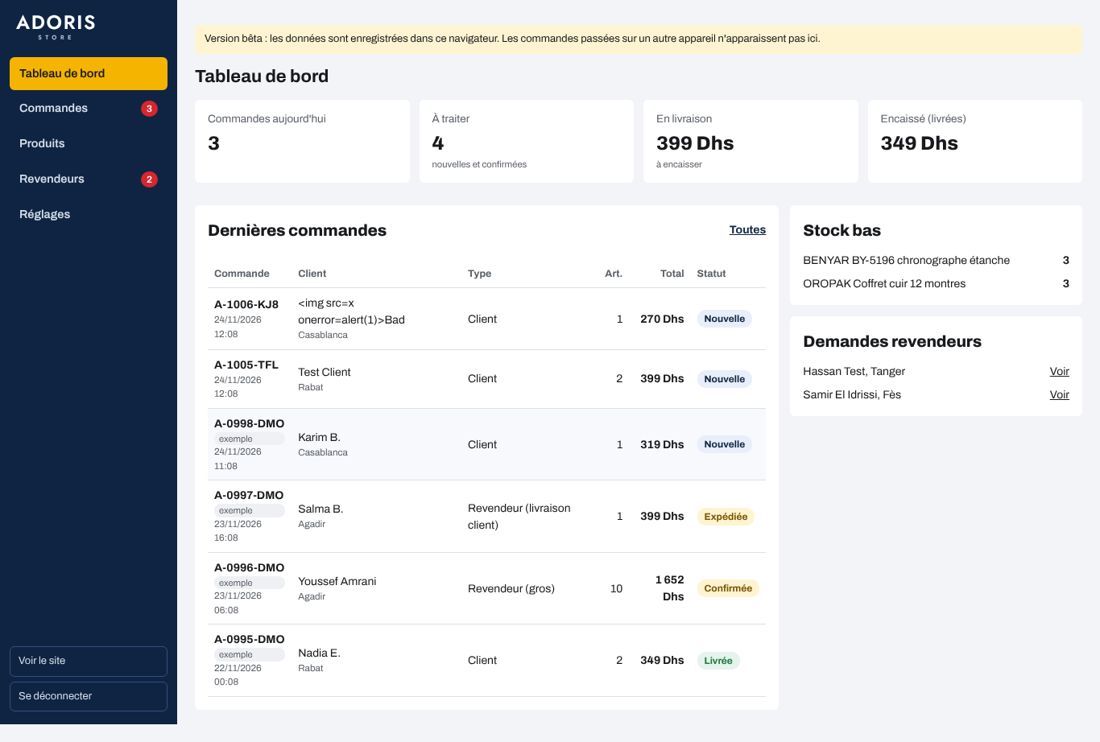 ADORIS
STORE
Tableau de bord
Commandes 3
Produits
Revendeurs 2
Réglages
Voir le site
Se déconnecter
Version bêta : les données sont enregistrées dans ce navigateur. Les commandes passées sur un autre appareil n'apparaissent pas ici.
Tableau de bord
Commandes aujourd'hui
3
À traiter
4
nouvelles et confirmées
En livraison
399 Dhs
à encaisser
Encaissé (livrées)
349 Dhs
Dernières commandes Toutes
Commande Client Type Art. Total Statut
A-1006-KJ8
24/11/2026
12:08
<img src=x
onerror=alert(1)>Bad
Casablanca
Client 1 270 Dhs Nouvelle
A-1005-TFL
24/11/2026
12:08
Test Client
Rabat
Client 2 399 Dhs Nouvelle
A-0998-DMO
exemple
24/11/2026
11:08
Karim B.
Casablanca
Client 1 319 Dhs Nouvelle
A-0997-DMO
exemple
23/11/2026
16:08
Salma B.
Agadir
Revendeur (livraison
client)
1 399 Dhs Expédiée
A-0996-DMO
exemple
23/11/2026
06:08
Youssef Amrani
Agadir
Revendeur (gros) 10
1 652
Dhs
Confirmée
A-0995-DMO
exemple
22/11/2026
00:08
Nadia E.
Rabat
Client 2 349 Dhs Livrée
Stock bas
BENYAR BY-5196 chronographe étanche 3
OROPAK Coffret cuir 12 montres 3
Demandes revendeurs
Hassan Test, Tanger Voir
Samir El Idrissi, Fès Voir